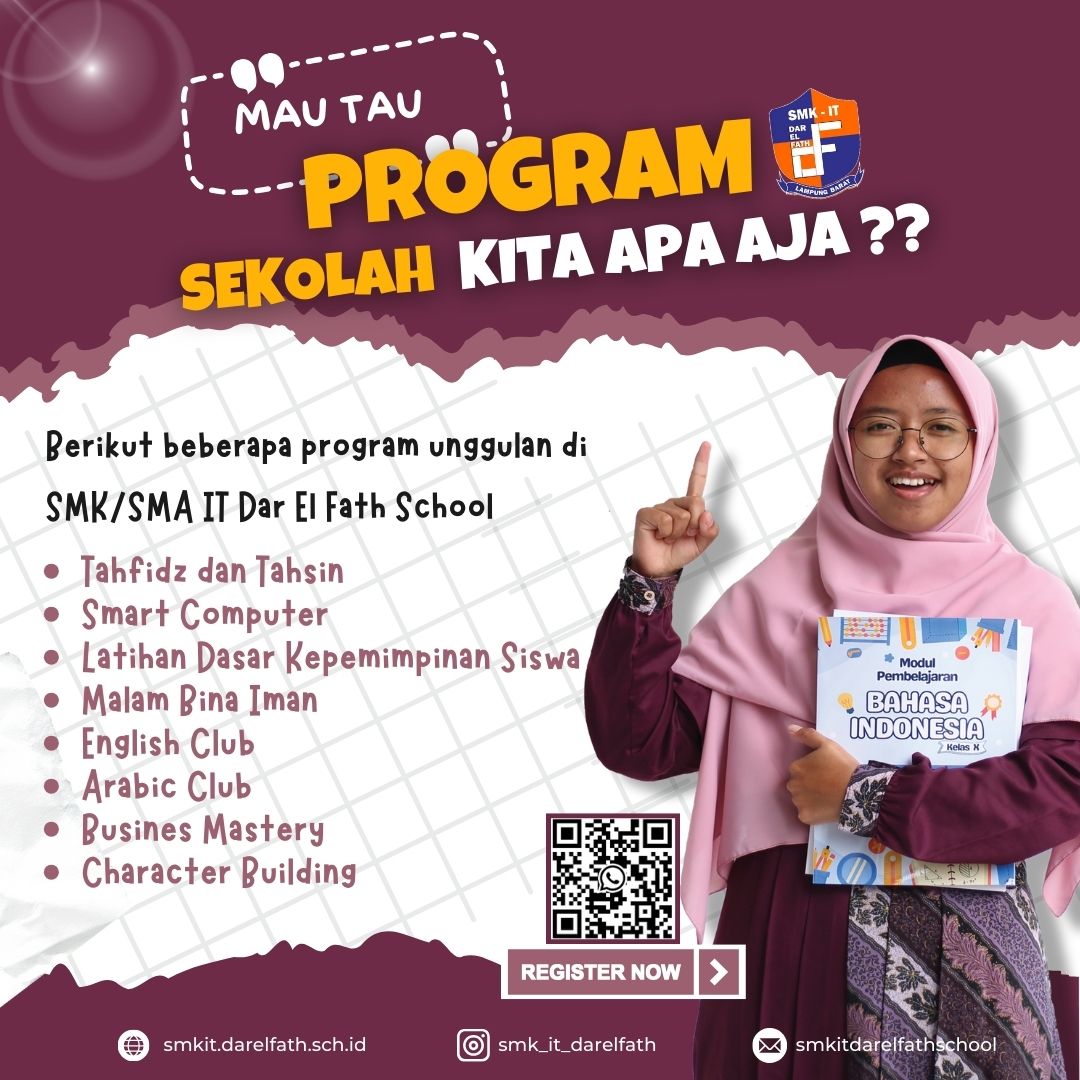 MAU TAU
PROGRAM
SMK - IT
DAR
EL
FATH
LAMPUNG BARAT
SEKOLAH KITA APA AJA ??
Berikut beberapa program unggulan di
SMK/SMA IT Dar El Fath School
• Tahfidz dan Tahsin
• Smart Computer
• Latihan Dasar Kepemimpinan Siswa
• Malam Bina Iman
• English Club
• Arabic Club
• Busines Mastery
• Character Building
Modul
Pembelajaran
BAHASA
INDONESIA
Kelas X
REGISTER NOW
smkit.darelfath.sch.id
smk_it_darelfath
smkitdarelfathschool